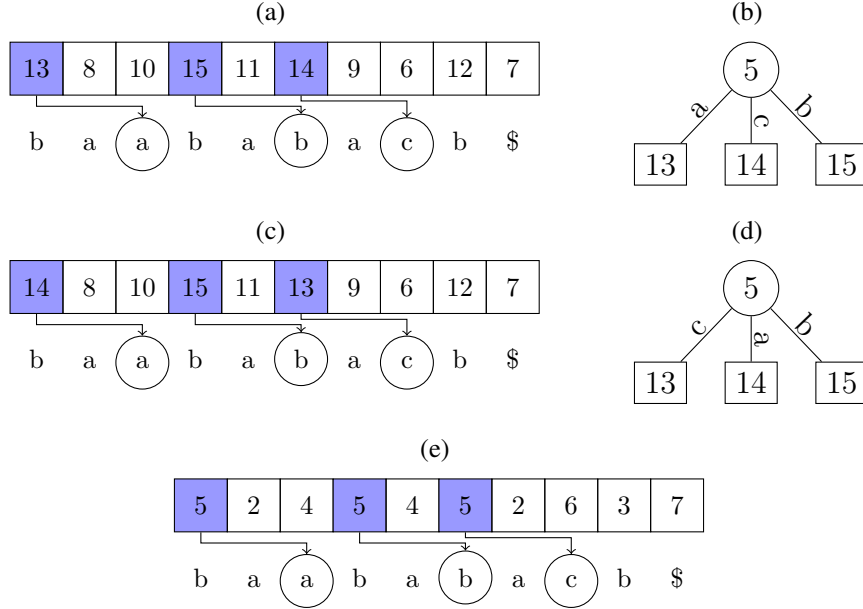 (a)
13 8 10 15 11 14 9 6 12 7
b a a b a b a c b $
(b)
5
a c b
13 14 15
(c)
14 8 10 15 11 13 9 6 12 7
b a a b a b a c b $
(d)
5
c a b
13 14 15
(e)
5 2 4 5 4 5 2 6 3 7
b a a b a b a c b $